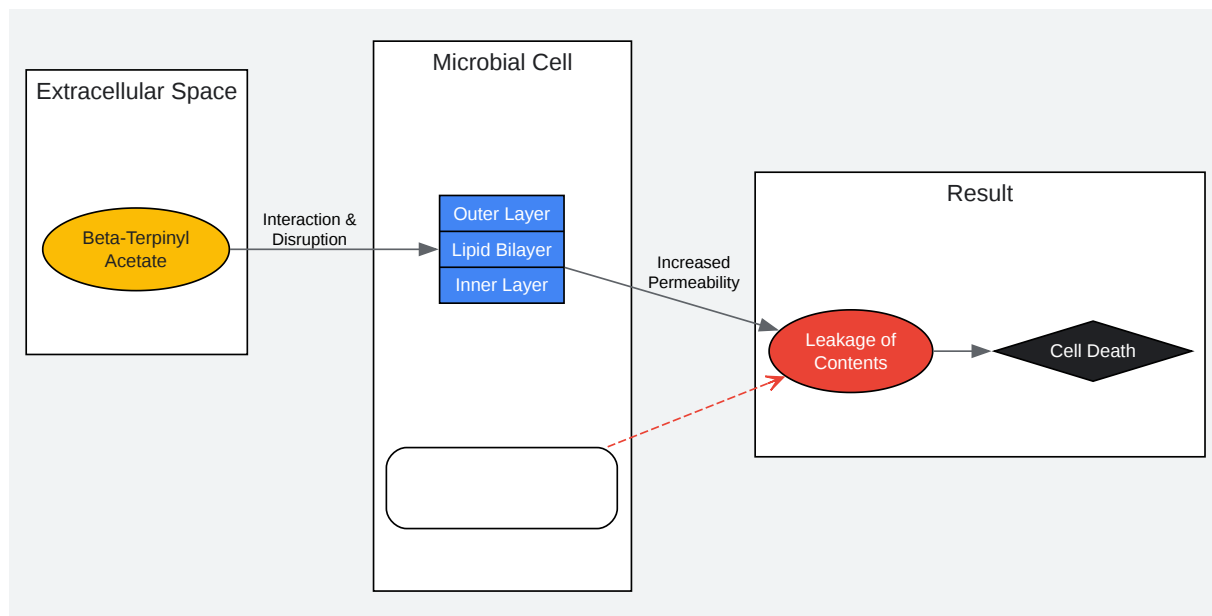 Extracellular Space
Beta-Terpinyl
Acetate
Interaction &
Disruption
Microbial Cell
Outer Layer
Lipid Bilayer
Inner Layer
Increased
Permeability
Result
Leakage of
Contents
Cell Death